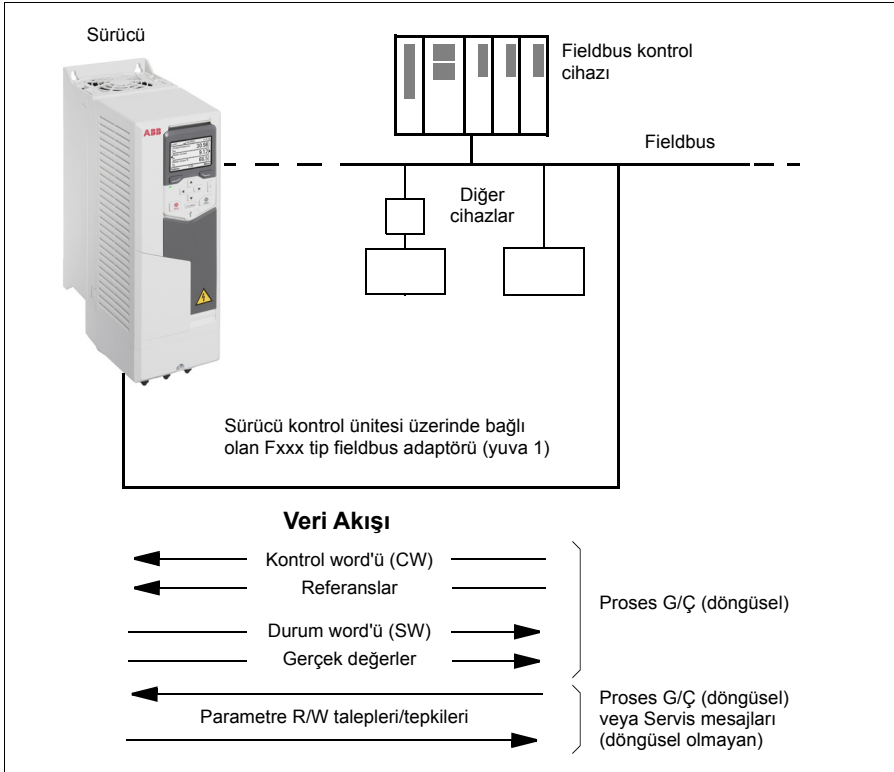 Sürücü
Fieldbus kontrol
cihazı
ABB
Fieldbus
Diğer
cihazlar
Sürücü kontrol ünitesi üzerinde bağlı
olan Fxxx tip fieldbus adaptörü (yuva 1)
Veri Akışı
Kontrol word'ü (CW)
Referanslar
Proses G/Ç (döngüsel)
Durum word'ü (SW)
Gerçek değerler
Parametre R/W talepleri/tepkileri
Proses G/Ç (döngüsel)
veya Servis mesajları
(döngüsel olmayan)